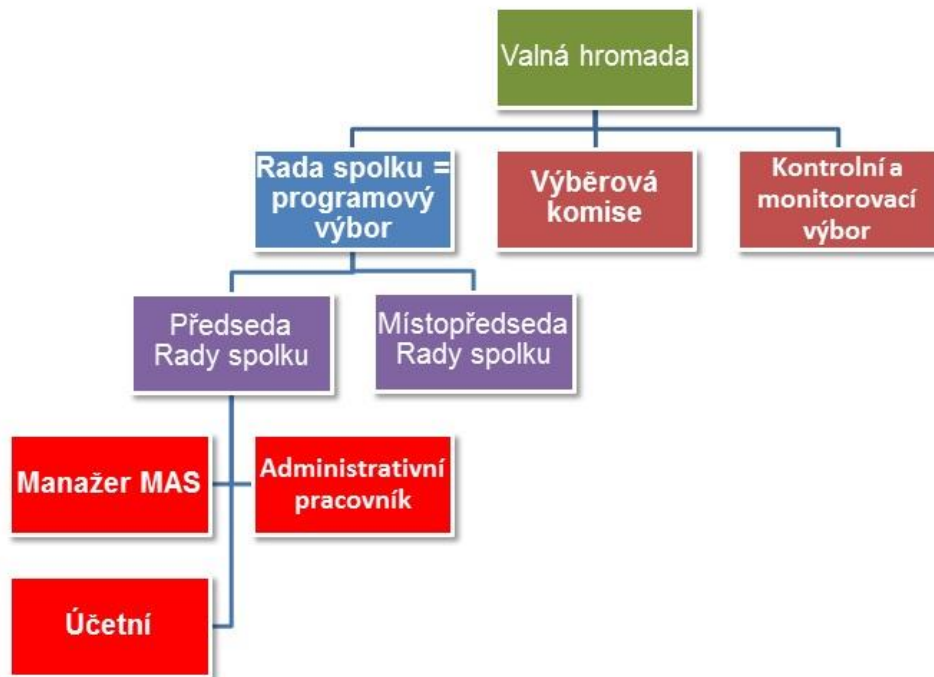 Valná hromada
Rada spolku =
programový
výbor
Výběrová
komise
Kontrolní a
monitorovací
výbor
Předseda
Rady spolku
Místopředseda
Rady spolku
Manažer MAS
Administrativní
pracovník
Účetní